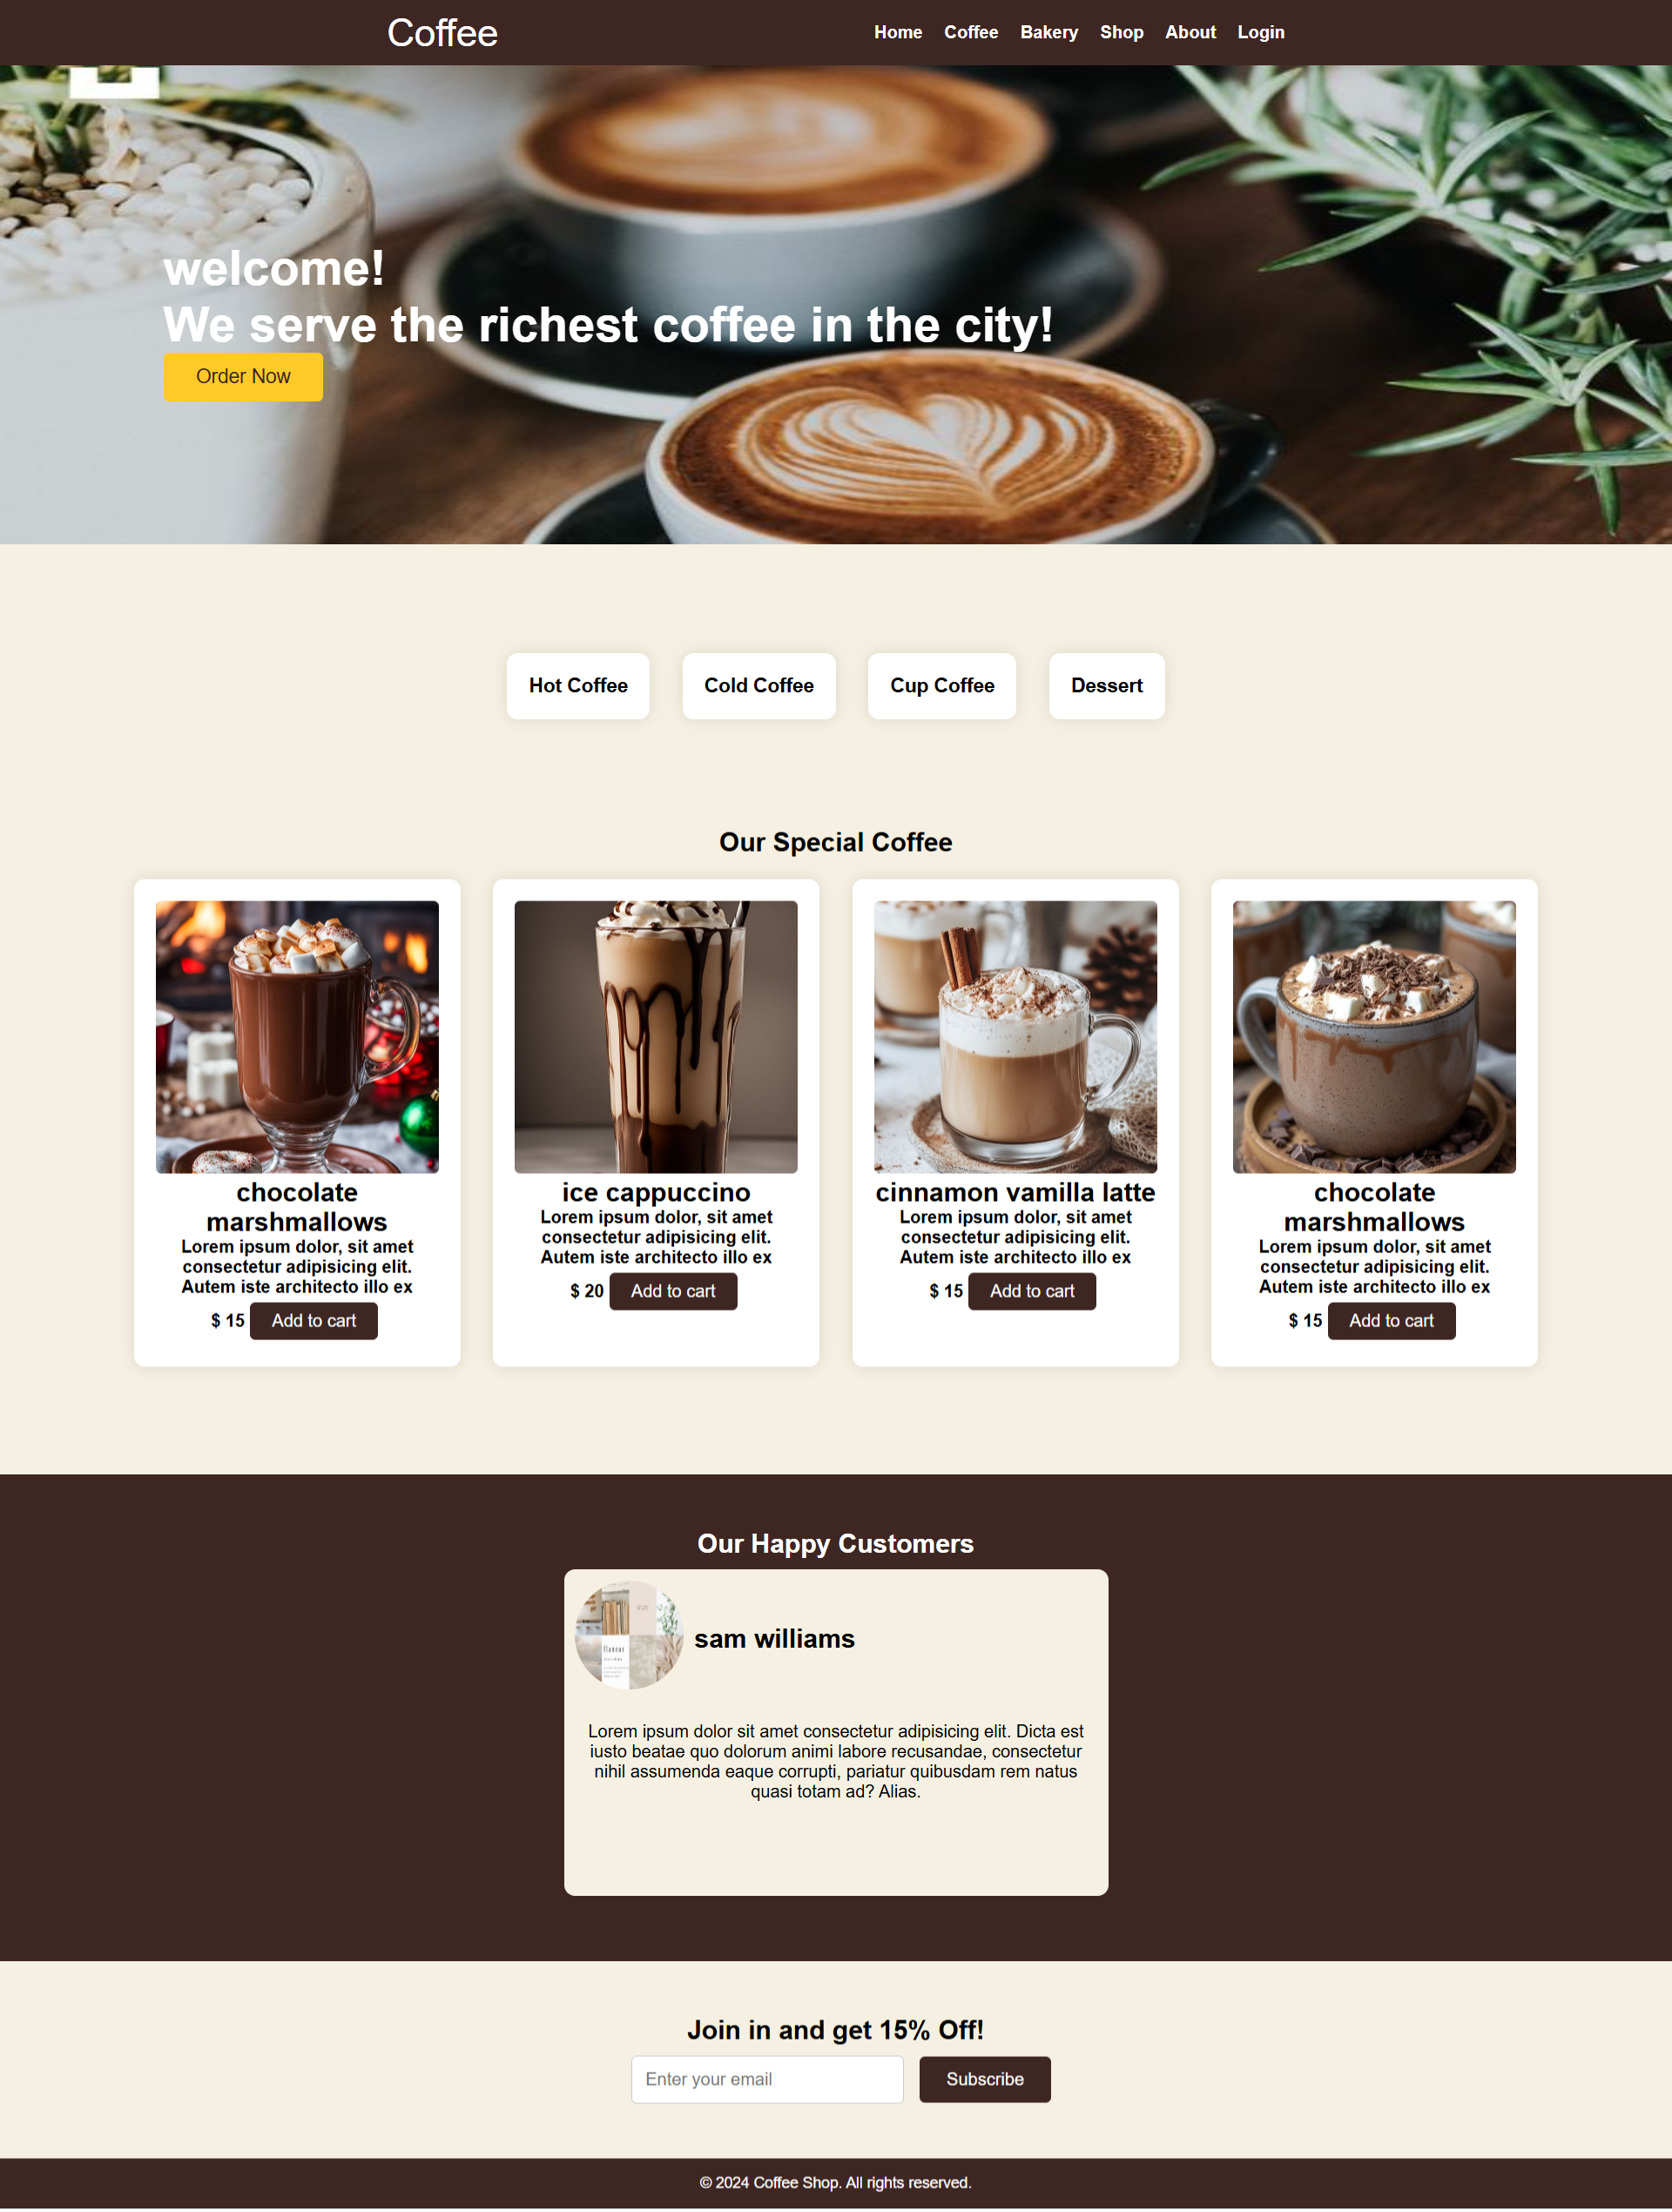 Coffee
Home Coffee Bakery Shop About Login
welcome!
We serve the richest coffee in the city!
Order Now
Hot Coffee
Cold Coffee
Cup Coffee
Dessert
Our Special Coffee
chocolate
marshmallows
Lorem ipsum dolor, sit amet
consectetur adipisicing elit.
Autem iste architecto illo ex
$ 15 Add to cart
ice cappuccino
Lorem ipsum dolor, sit amet
consectetur adipisicing elit.
Autem iste architecto illo ex
$ 20 Add to cart
cinnamon vamilla latte
Lorem ipsum dolor, sit amet
consectetur adipisicing elit.
Autem iste architecto illo ex
$ 15 Add to cart
chocolate
marshmallows
Lorem ipsum dolor, sit amet
consectetur adipisicing elit.
Autem iste architecto illo ex
$ 15 Add to cart
Our Happy Customers
sam williams
Lorem ipsum dolor sit amet consectetur adipisicing elit. Dicta est
iusto beatae quo dolorum animi labore recusandae, consectetur
nihil assumenda eaque corrupti, pariatur quibusdam rem natus
quasi totam ad? Alias.
Join in and get 15% Off!
Enter your email
Subscribe
© 2024 Coffee Shop. All rights reserved.